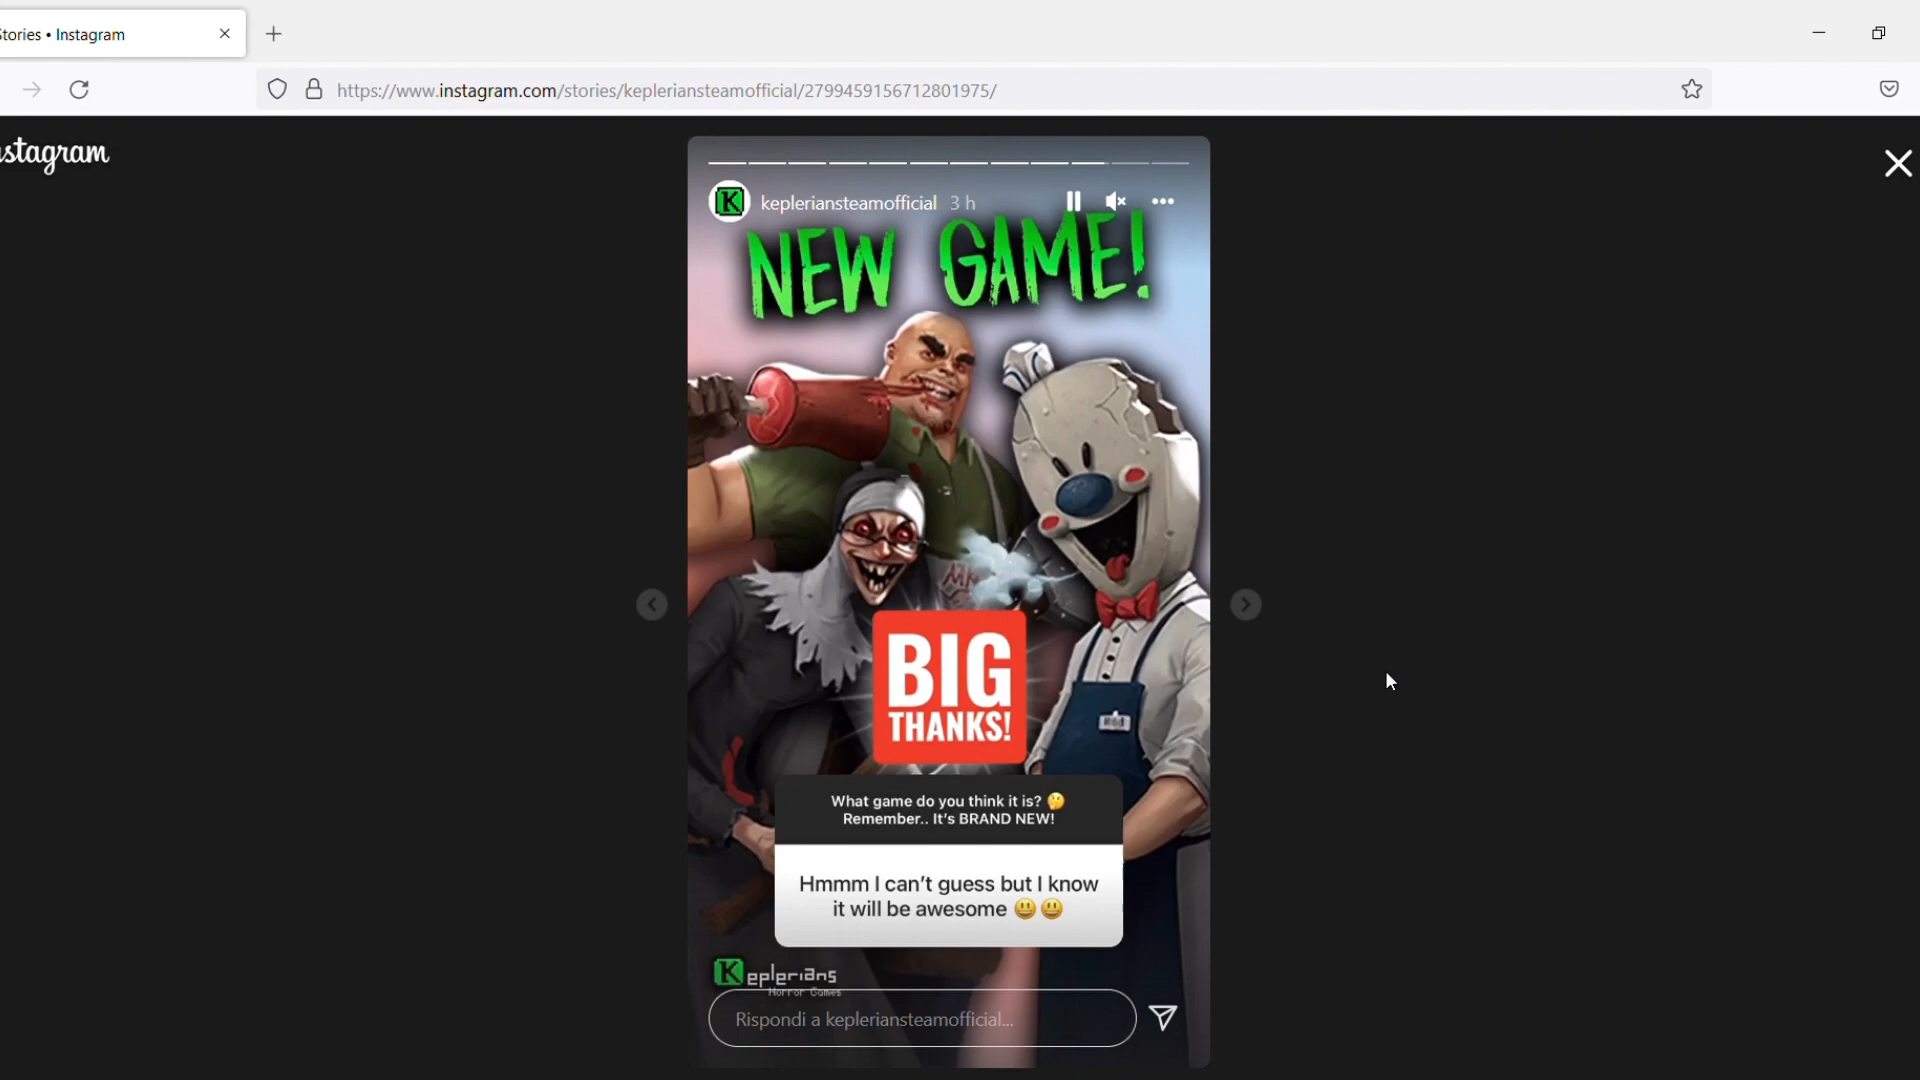 Stories • Instagram
https://www.instagram.com/stories/kepleriansteamofficial/2799459156712801975/
nstagram
kepleriansteamofficial 3 h
NEW GAME!
BIG
THANKS!
Rod
What game do you think it is? 🤔
Remember.. It's BRAND NEW!
Hmmm I can't guess but I know
it will be awesome 😃😃
Keplerians
Horror Games
Rispondi a kepleriansteamofficial...